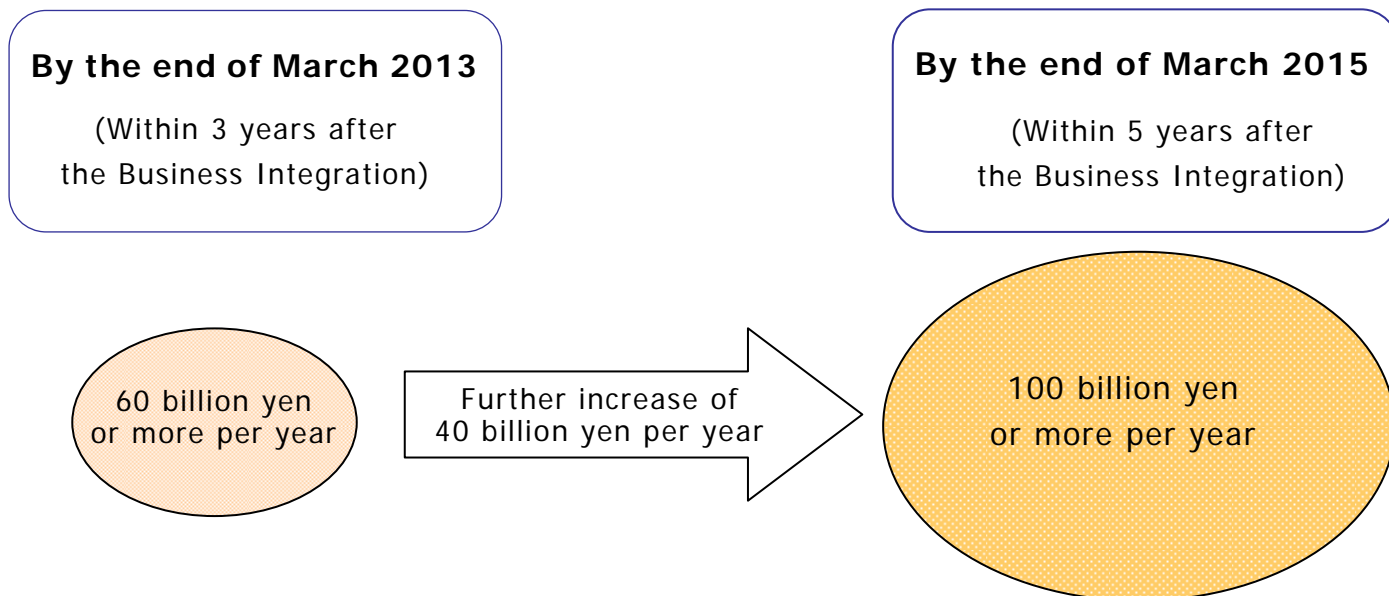 By the end of March 2013
(Within 3 years after
the Business Integration)
By the end of March 2015
(Within 5 years after
the Business Integration)
60 billion yen
or more per year
Further increase of
40 billion yen per year
100 billion yen
or more per year